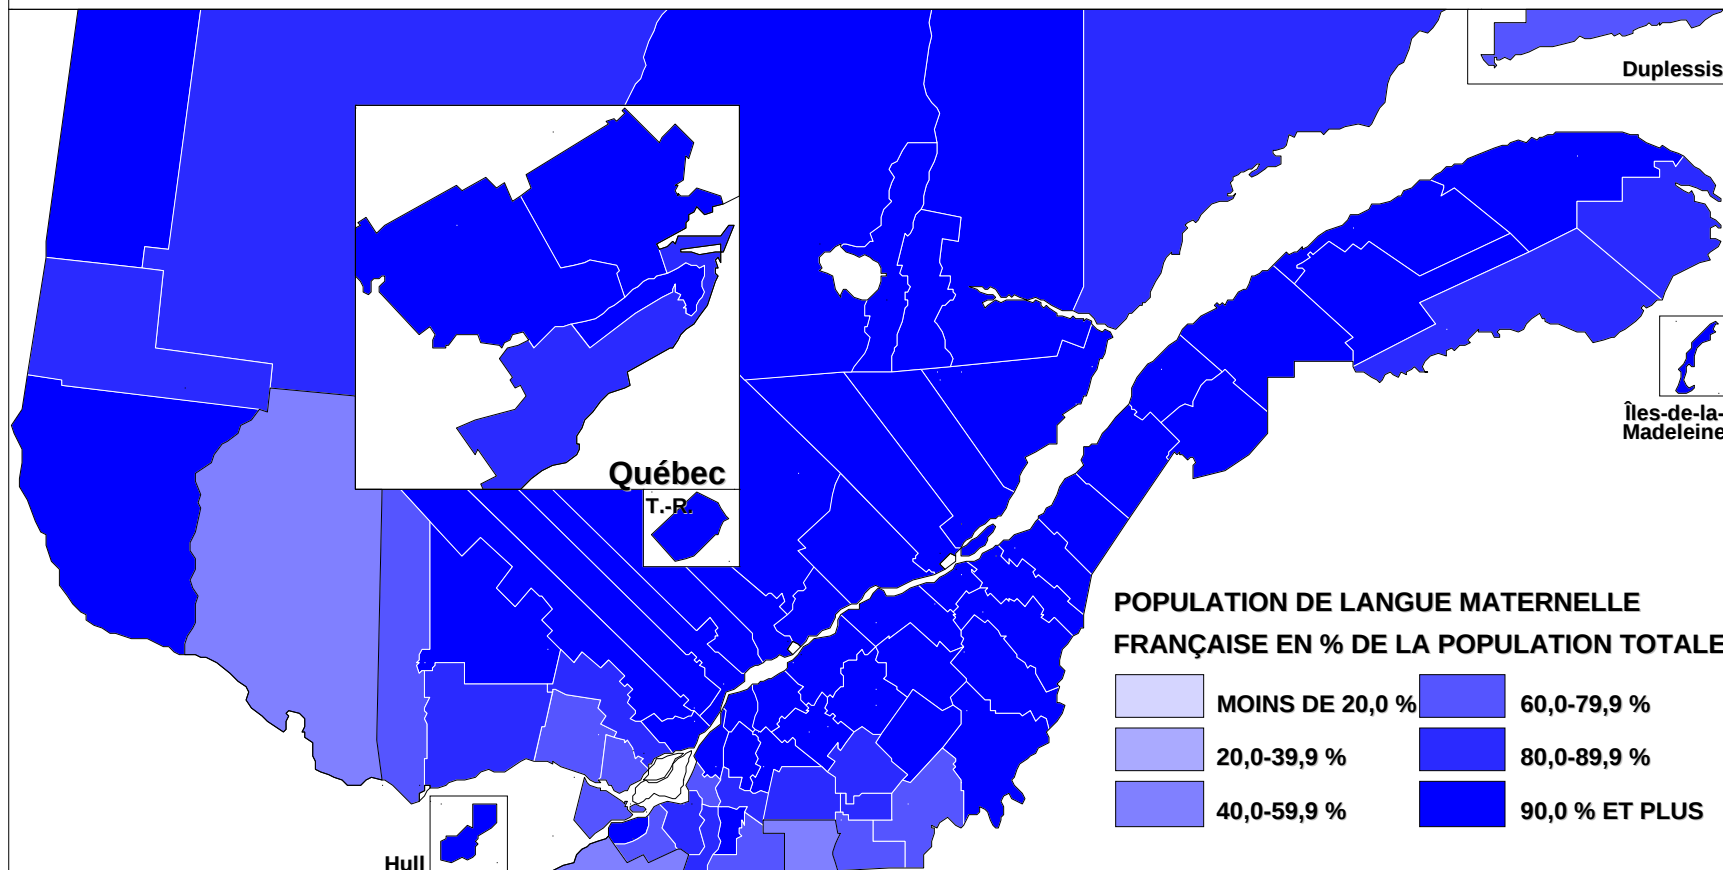 Duplessis
Îles-de-la-
Madeleine
Québec
T.-R.
POPULATION DE LANGUE MATERNELLE
FRANÇAISE EN % DE LA POPULATION TOTALE
MOINS DE 20,0 %
60,0-79,9 %
20,0-39,9 %
80,0-89,9 %
40,0-59,9 %
90,0 % ET PLUS
Hull